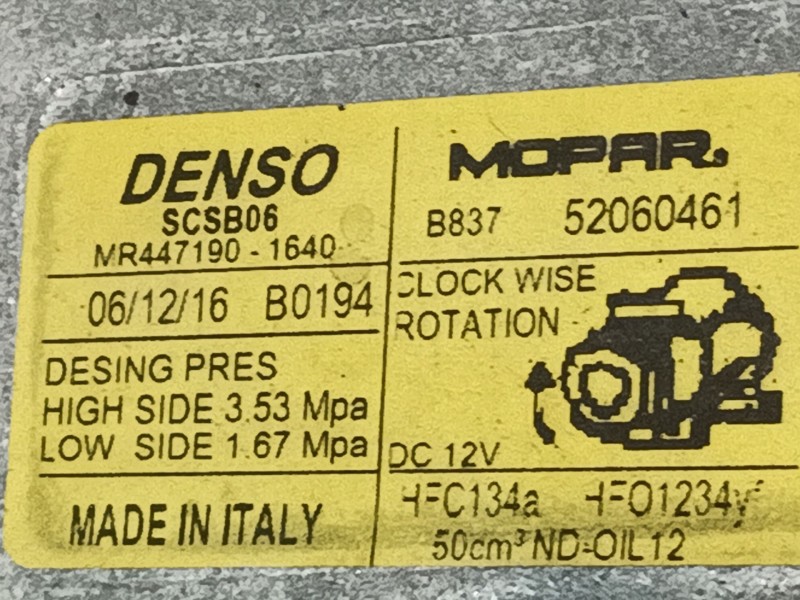 DENSO
SCSB06
MR447190 - 1640
06/12/16 B0194
DESING PRES
HIGH SIDE 3.53 Mpa
LOW SIDE 1.67 Mpa
MADE IN ITALY
MOPAR
B837 52060461
CLOCK WISE
ROTATION
DC 12V
HFC134a HFO1234yf
50cm³ ND-OIL12